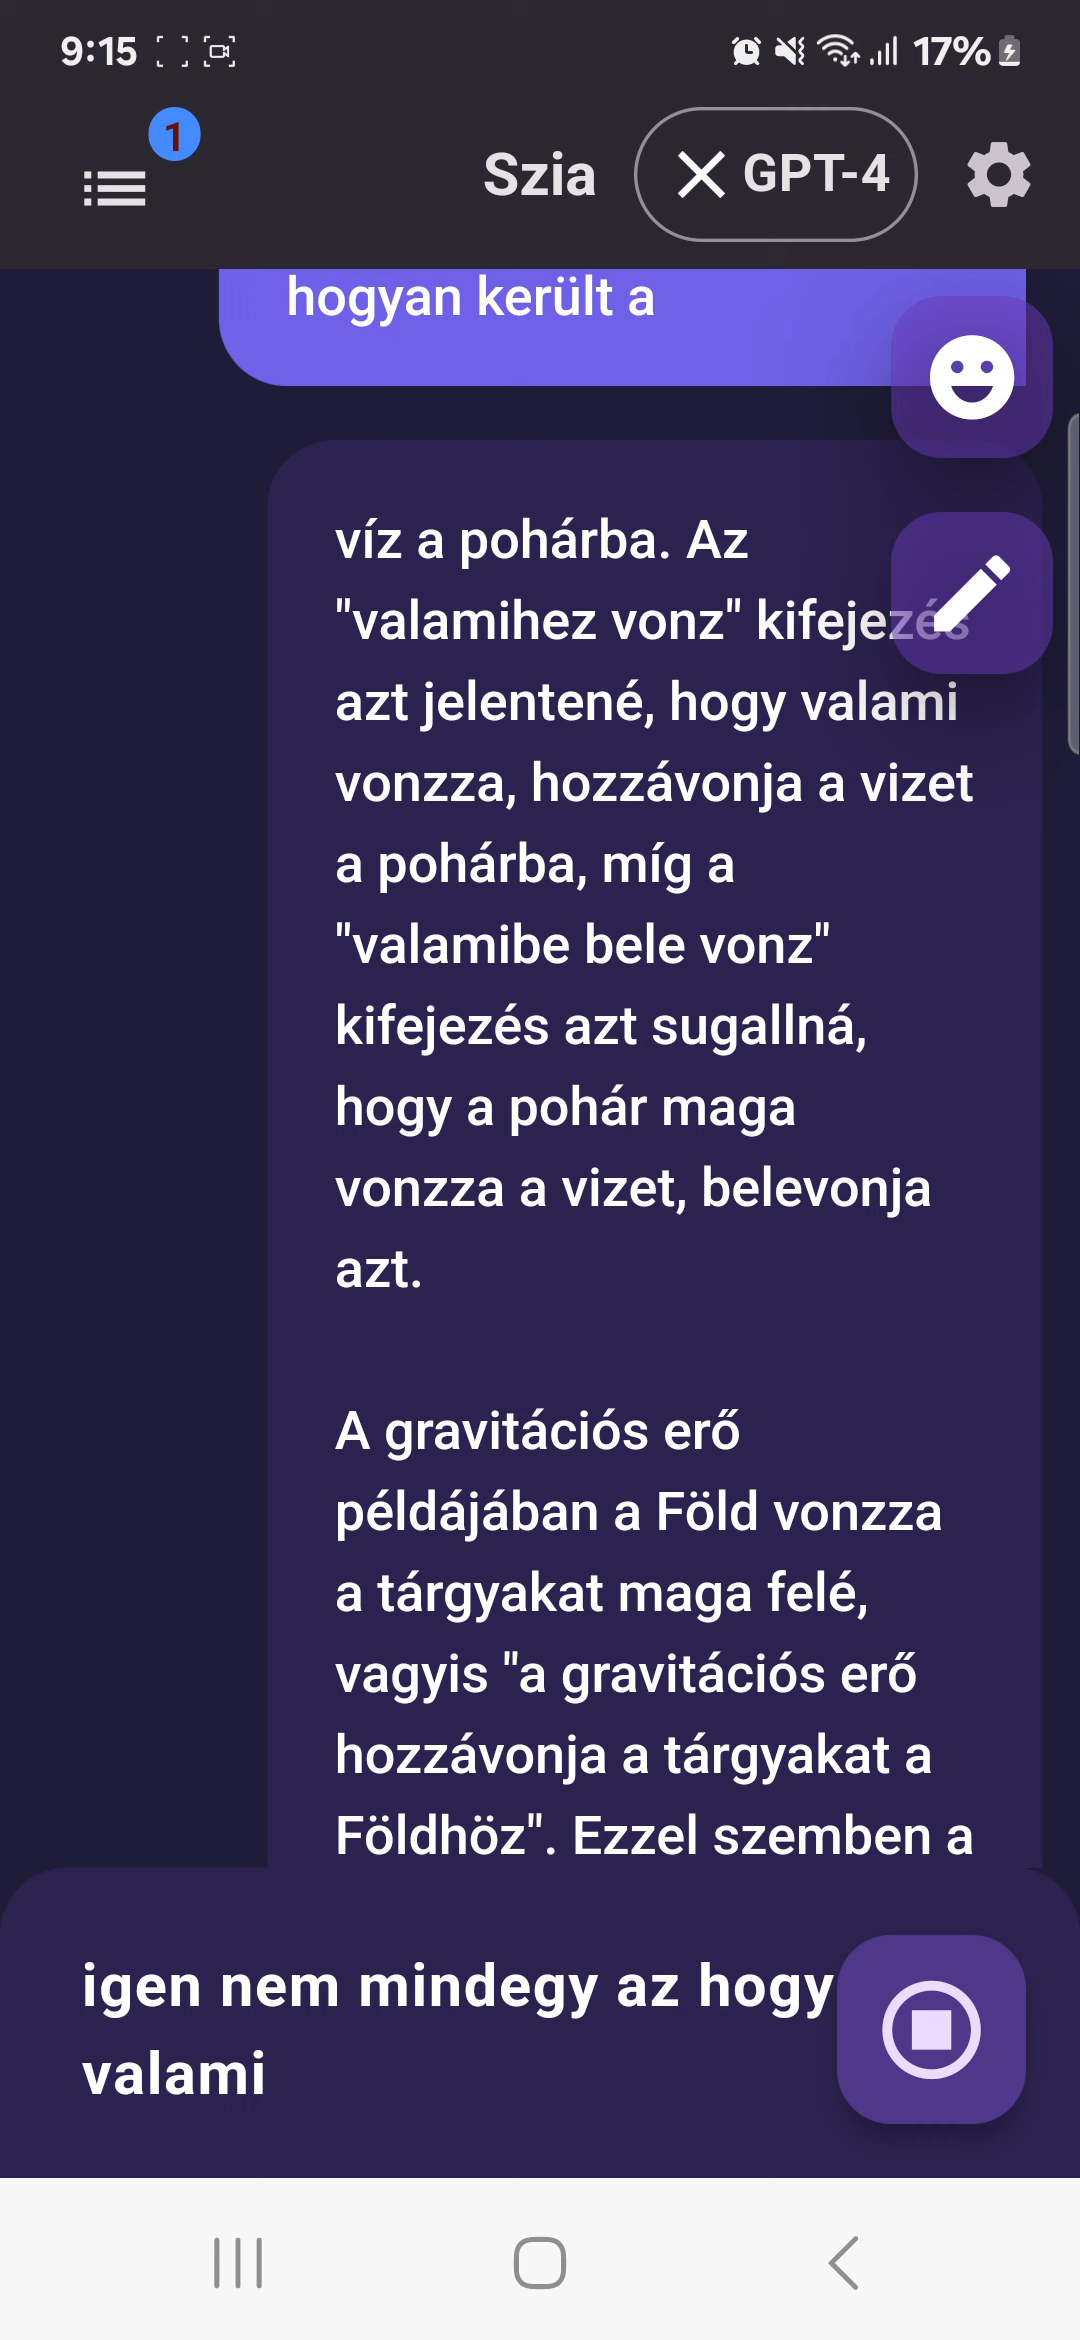 9:15
17%
1
Szia
GPT-4
hogyan került a
víz a pohárba. Az
"valamihez vonz" kifejezés
azt jelentené, hogy valami
vonzza, hozzávonja a vizet
a pohárba, míg a
"valamibe bele vonz"
kifejezés azt sugallná,
hogy a pohár maga
vonzza a vizet, belevonja
azt.
A gravitációs erő
példájában a Föld vonzza
a tárgyakat maga felé,
vagyis "a gravitációs erő
hozzávonja a tárgyakat a
Földhöz". Ezzel szemben a
igen nem mindegy az hogy
valami